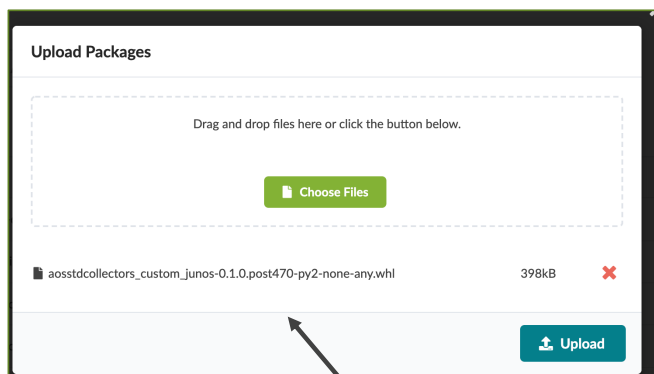 Upload Packages
Drag and drop files here or click the button below.
Choose Files
aosstdcollectors_custom_junos-0.1.0.post470-py2-none-any.whl 398kB
Upload